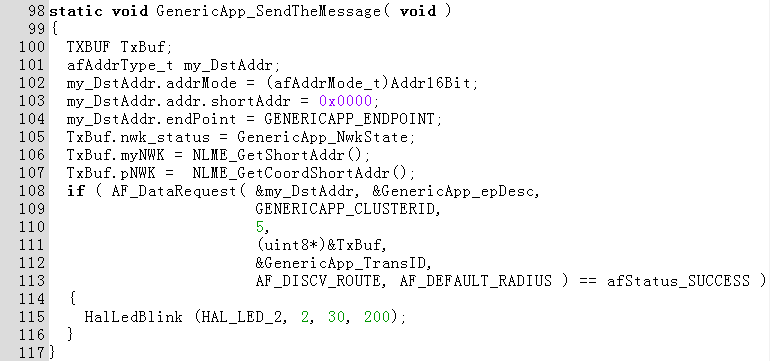 98 static void GenericApp_SendTheMessage( void )
99 {
100 TXBUF TxBuf;
101 afAddrType_t my_DstAddr;
102 my_DstAddr.addrMode = (afAddrMode_t)Addr16Bit;
103 my_DstAddr.addr.shortAddr = 0x0000;
104 my_DstAddr.endPoint = GENERICAPP_ENDPOINT;
105 TxBuf.nwk_status = GenericApp_NwkState;
106 TxBuf.myNWK = NLME_GetShortAddr();
107 TxBuf.pNWK =  NLME_GetCoordShortAddr();
108 if ( AF_DataRequest( &my_DstAddr, &GenericApp_epDesc,
109 GENERICAPP_CLUSTERID,
110 5,
111 (uint8*)&TxBuf,
112 &GenericApp_TransID,
113 AF_DISCV_ROUTE, AF_DEFAULT_RADIUS ) == afStatus_SUCCESS )
114 {
115 HalLedBlink (HAL_LED_2, 2, 30, 200);
116 }
117 }